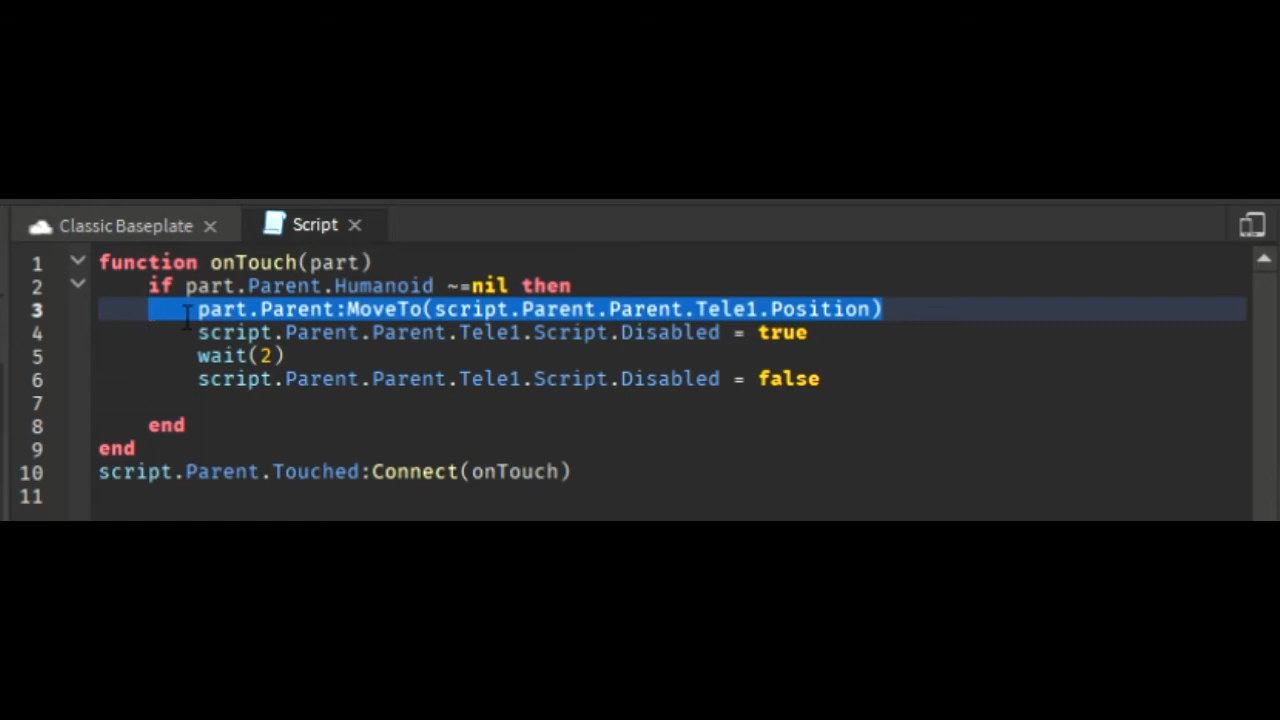 Classic Baseplate Script
1 function onTouch(part)
2 if part.Parent.Humanoid ~=nil then
3 part.Parent:MoveTo(script.Parent.Parent.Tele1.Position)
4 script.Parent.Parent.Tele1.Script.Disabled = true
5 wait(2)
6 script.Parent.Parent.Tele1.Script.Disabled = false
7
8 end
9 end
10 script.Parent.Touched:Connect(onTouch)
11